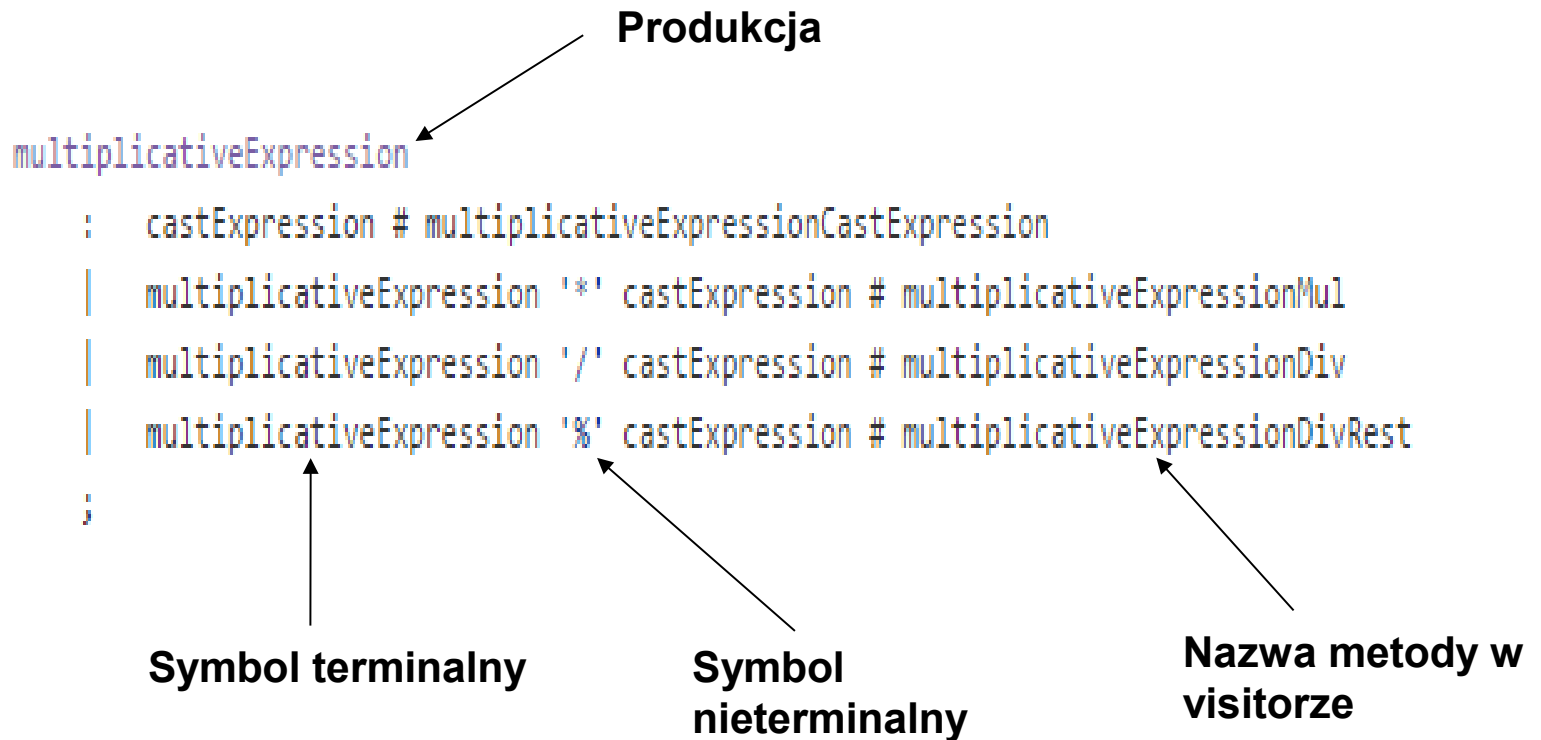 Produkcja
multiplicativeExpression
: castExpression # multiplicativeExpressionCastExpression
| multiplicativeExpression '*' castExpression # multiplicativeExpressionMul
| multiplicativeExpression '/' castExpression # multiplicativeExpressionDiv
| multiplicativeExpression '%' castExpression # multiplicativeExpressionDivRest
;
Symbol terminalny
Symbol
nieterminalny
Nazwa metody w
visitorze